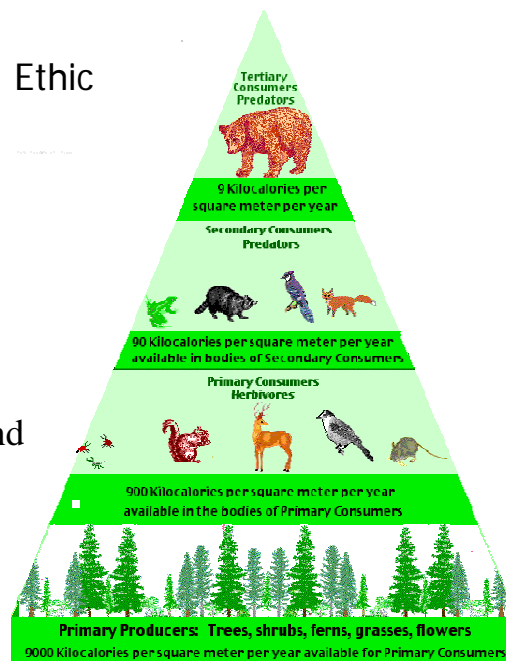 Ethic
Tertiary
Consumers
Predators
9 Kilocalories per
square meter per year
Secondary Consumers
Predators
90 Kilocalories per square meter per year
available in bodies of Secondary Consumers
Primary Consumers
Herbivores
nd
900 Kilocalories per square meter per year
available in the bodies of Primary Consumers
Primary Producers: Trees, shrubs, ferns, grasses, flowers
9000 Kilocalories per square meter per year available for Primary Consumers